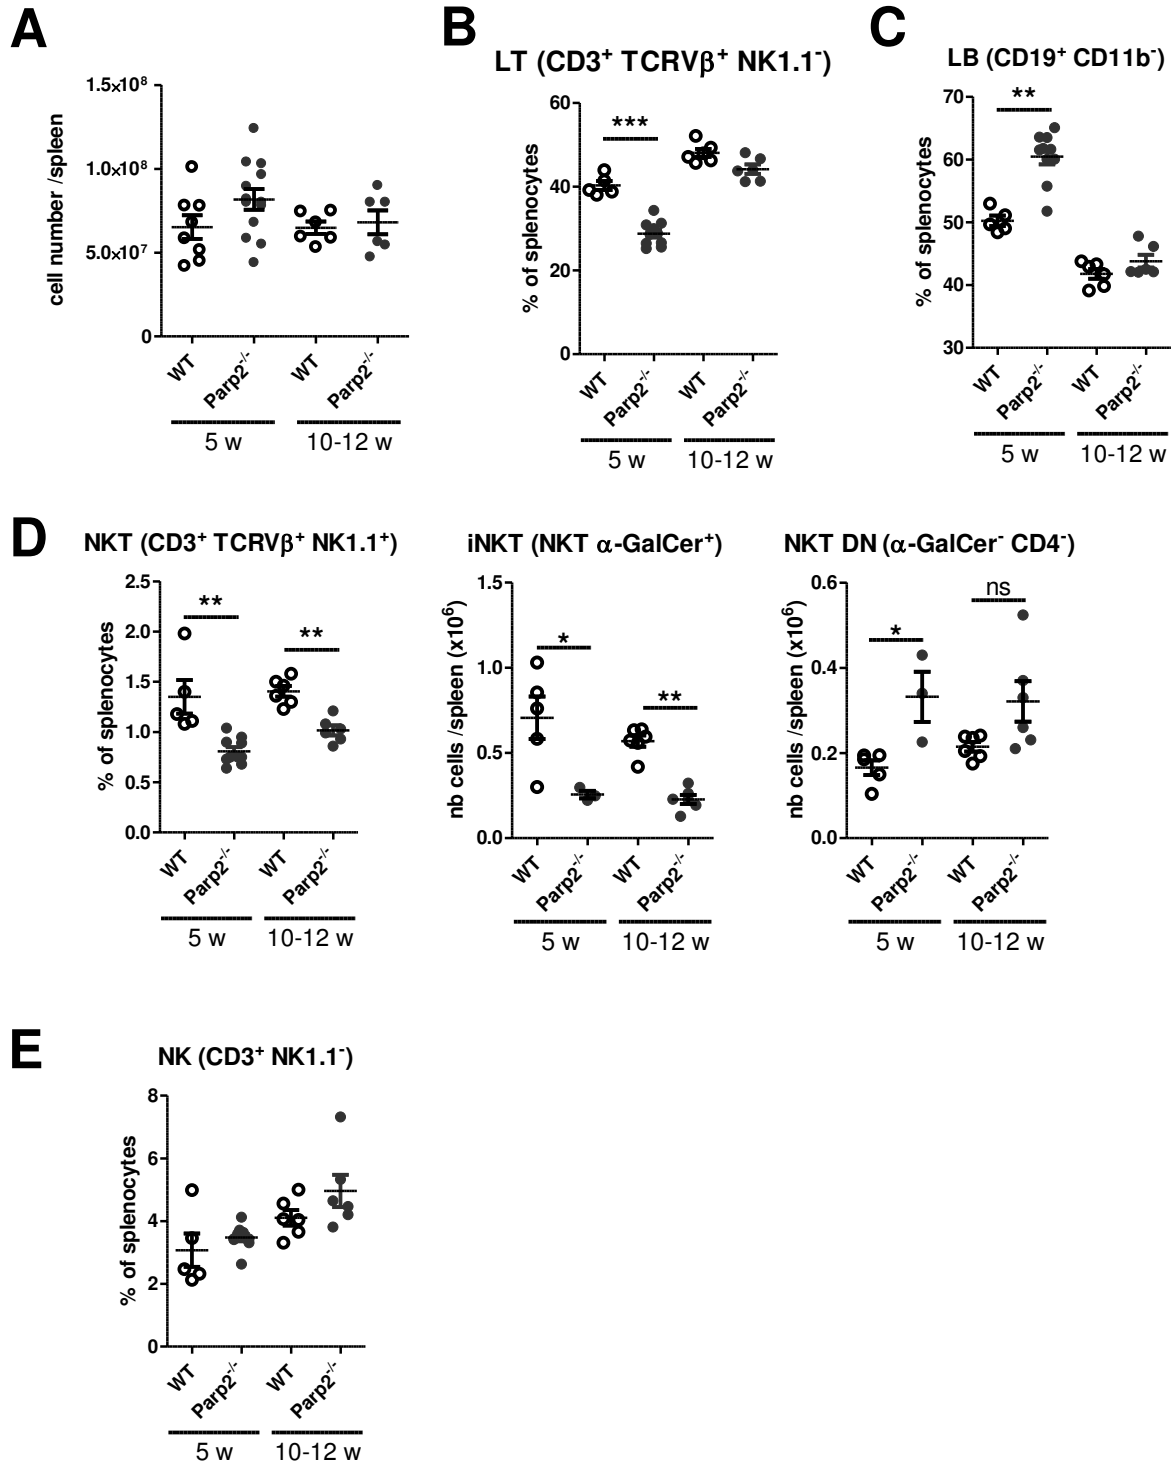 A
cell number /spleen
1.5x10⁸
1.0x10⁸
5.0x10⁷
0
WT
Parp2⁻/⁻
WT
Parp2⁻/⁻
5 w
10-12 w
B
LT (CD3⁺ TCRVβ⁺ NK1.1⁻)
% of splenocytes
60
40
20
0
***
WT
Parp2⁻/⁻
WT
Parp2⁻/⁻
5 w
10-12 w
C
LB (CD19⁺ CD11b⁻)
% of splenocytes
70
60
50
40
30
**
WT
Parp2⁻/⁻
WT
Parp2⁻/⁻
5 w
10-12 w
D
NKT (CD3⁺ TCRVβ⁺ NK1.1⁺)
% of splenocytes
2.5
2.0
1.5
1.0
0.5
0.0
**
**
WT
Parp2⁻/⁻
WT
Parp2⁻/⁻
5 w
10-12 w
iNKT (NKT α-GalCer⁺)
nb cells /spleen (x10⁶)
1.5
1.0
0.5
0.0
*
**
WT
Parp2⁻/⁻
WT
Parp2⁻/⁻
5 w
10-12 w
NKT DN (α-GalCer⁻ CD4⁻)
nb cells /spleen (x10⁶)
0.6
0.4
0.2
0.0
*
ns
WT
Parp2⁻/⁻
WT
Parp2⁻/⁻
5 w
10-12 w
E
NK (CD3⁺ NK1.1⁻)
% of splenocytes
8
6
4
2
0
WT
Parp2⁻/⁻
WT
Parp2⁻/⁻
5 w
10-12 w